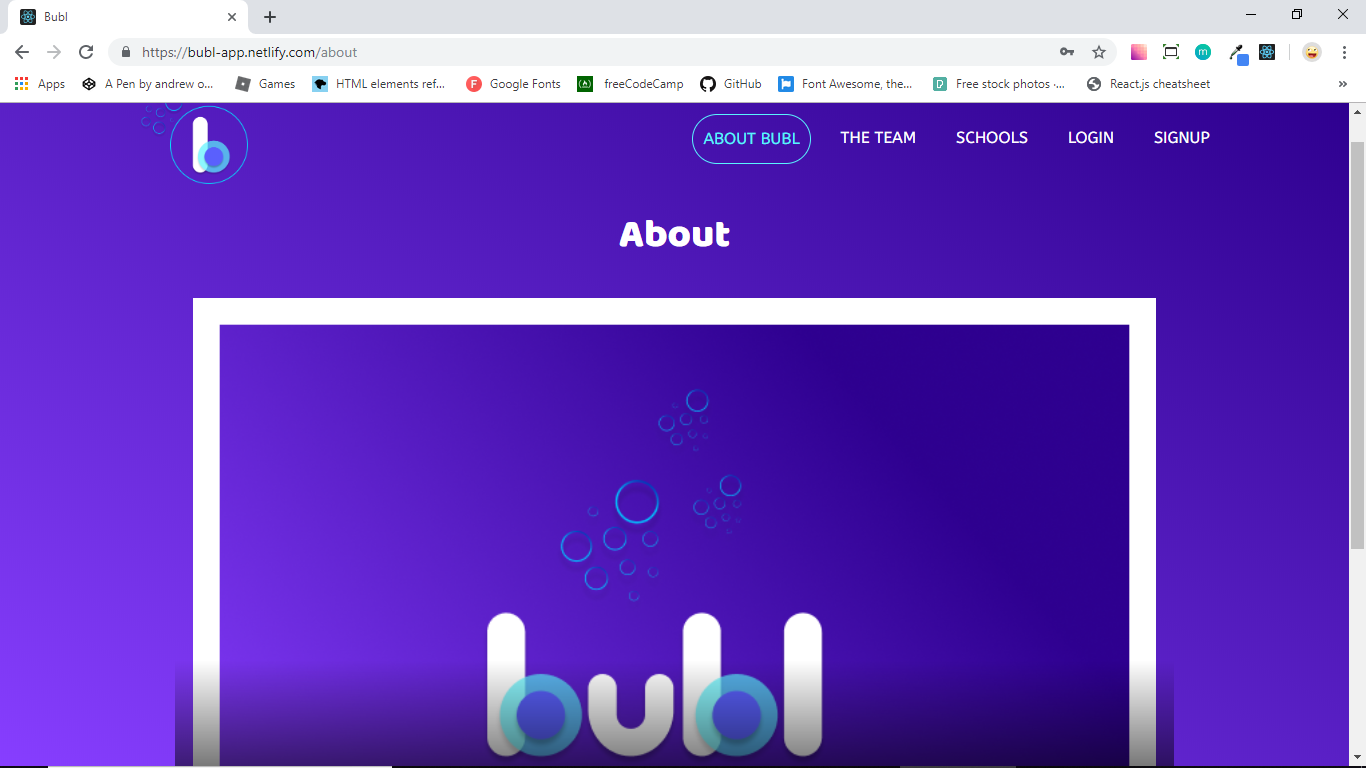 Bubl
https://bubl-app.netlify.com/about
Apps A Pen by andrew o... Games HTML elements ref... Google Fonts freeCodeCamp GitHub Font Awesome, the... Free stock photos ·... React.js cheatsheet
b ABOUT BUBL THE TEAM SCHOOLS LOGIN SIGNUP
About
bubl